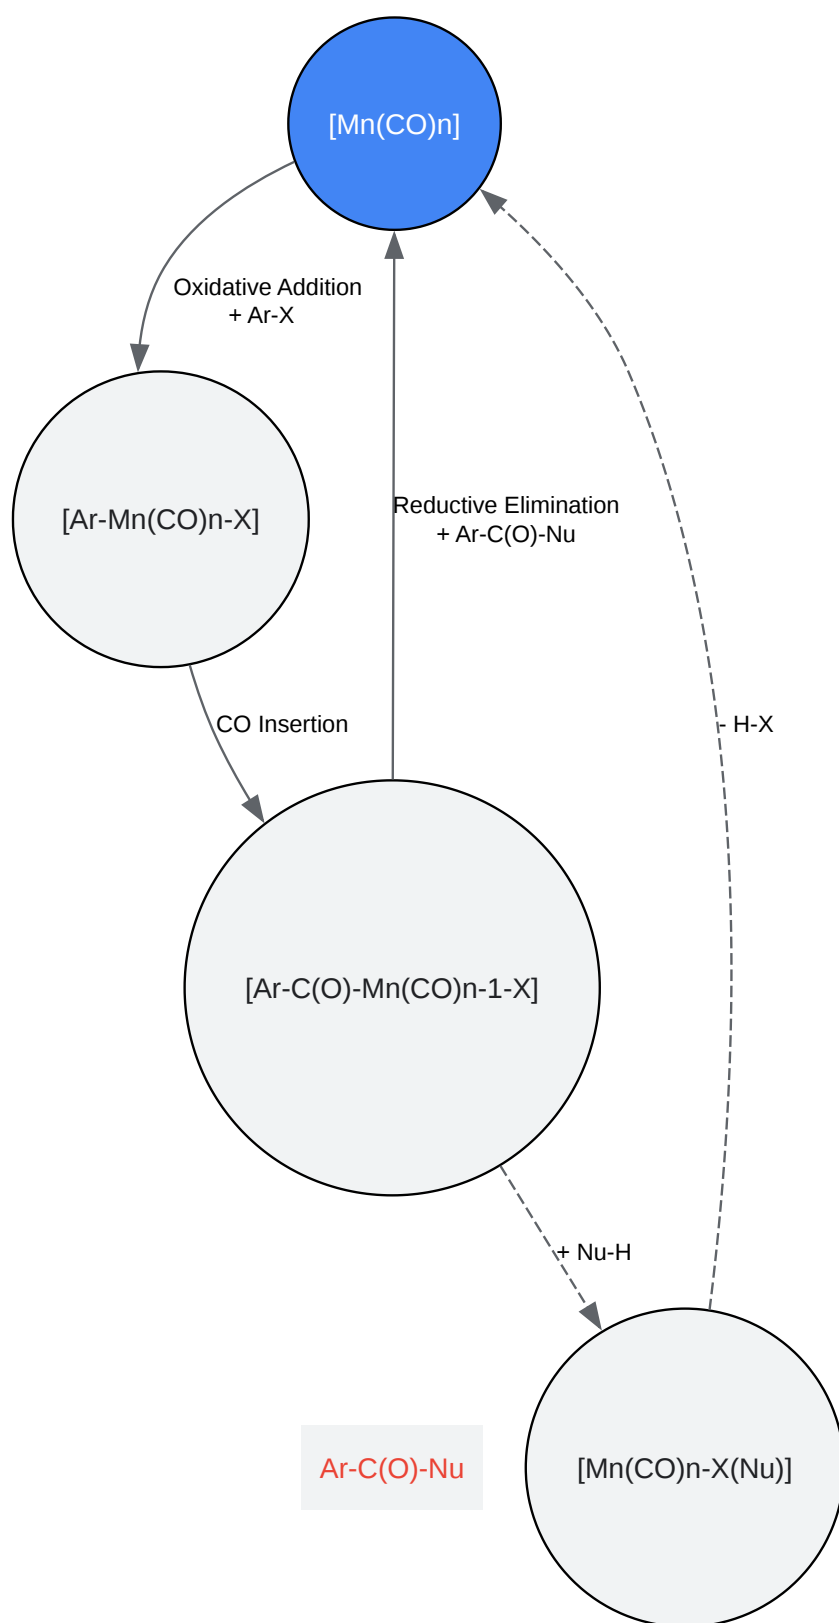 [Mn(CO)n]
Oxidative Addition
+ Ar-X
[Ar-Mn(CO)n-X]
Reductive Elimination
+ Ar-C(O)-Nu
CO Insertion
- H-X
[Ar-C(O)-Mn(CO)n-1-X]
+ Nu-H
Ar-C(O)-Nu
[Mn(CO)n-X(Nu)]